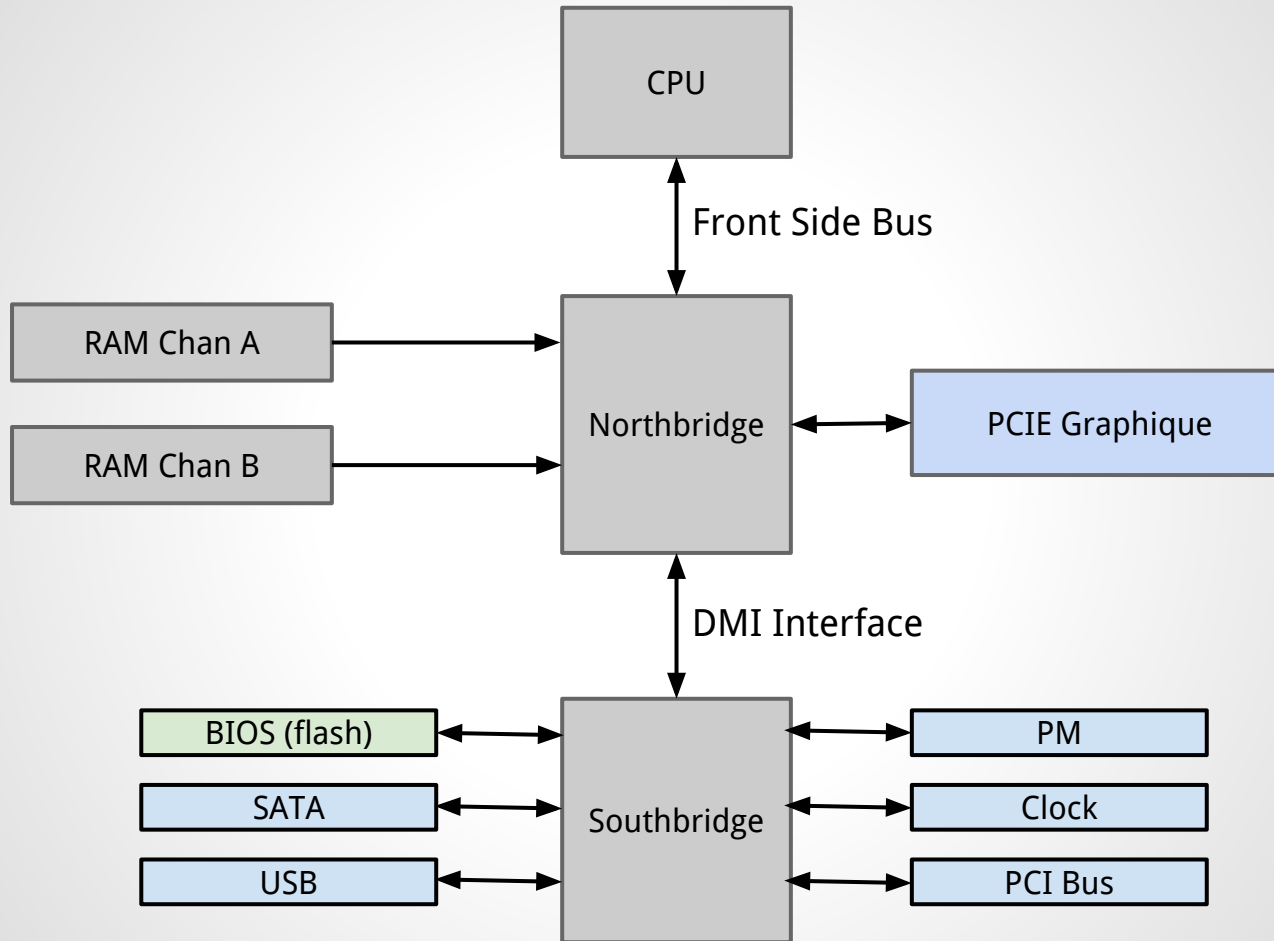 CPU
Front Side Bus
RAM Chan A
RAM Chan B
Northbridge
PCIE Graphique
DMI Interface
BIOS (flash)
SATA
USB
Southbridge
PM
Clock
PCI Bus